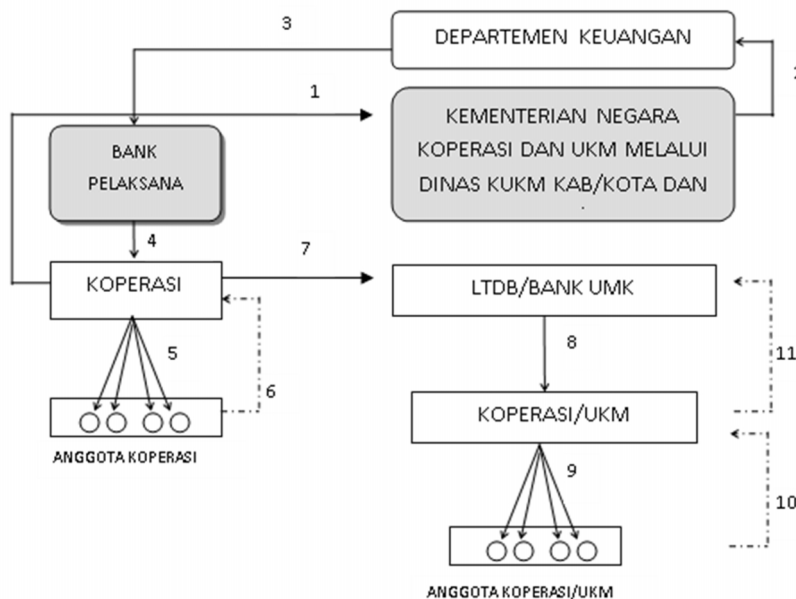 3
DEPARTEMEN KEUANGAN
1
KEMENTERIAN NEGARA
KOPERASI DAN UKM MELALUI
DINAS KUKM KAB/KOTA DAN
BANK
PELAKSANA
4
7
KOPERASI
LTDB/BANK UMK
5
6
8
11
KOPERASI/UKM
ANGGOTA KOPERASI
9
10
ANGGOTA KOPERASI/UKM